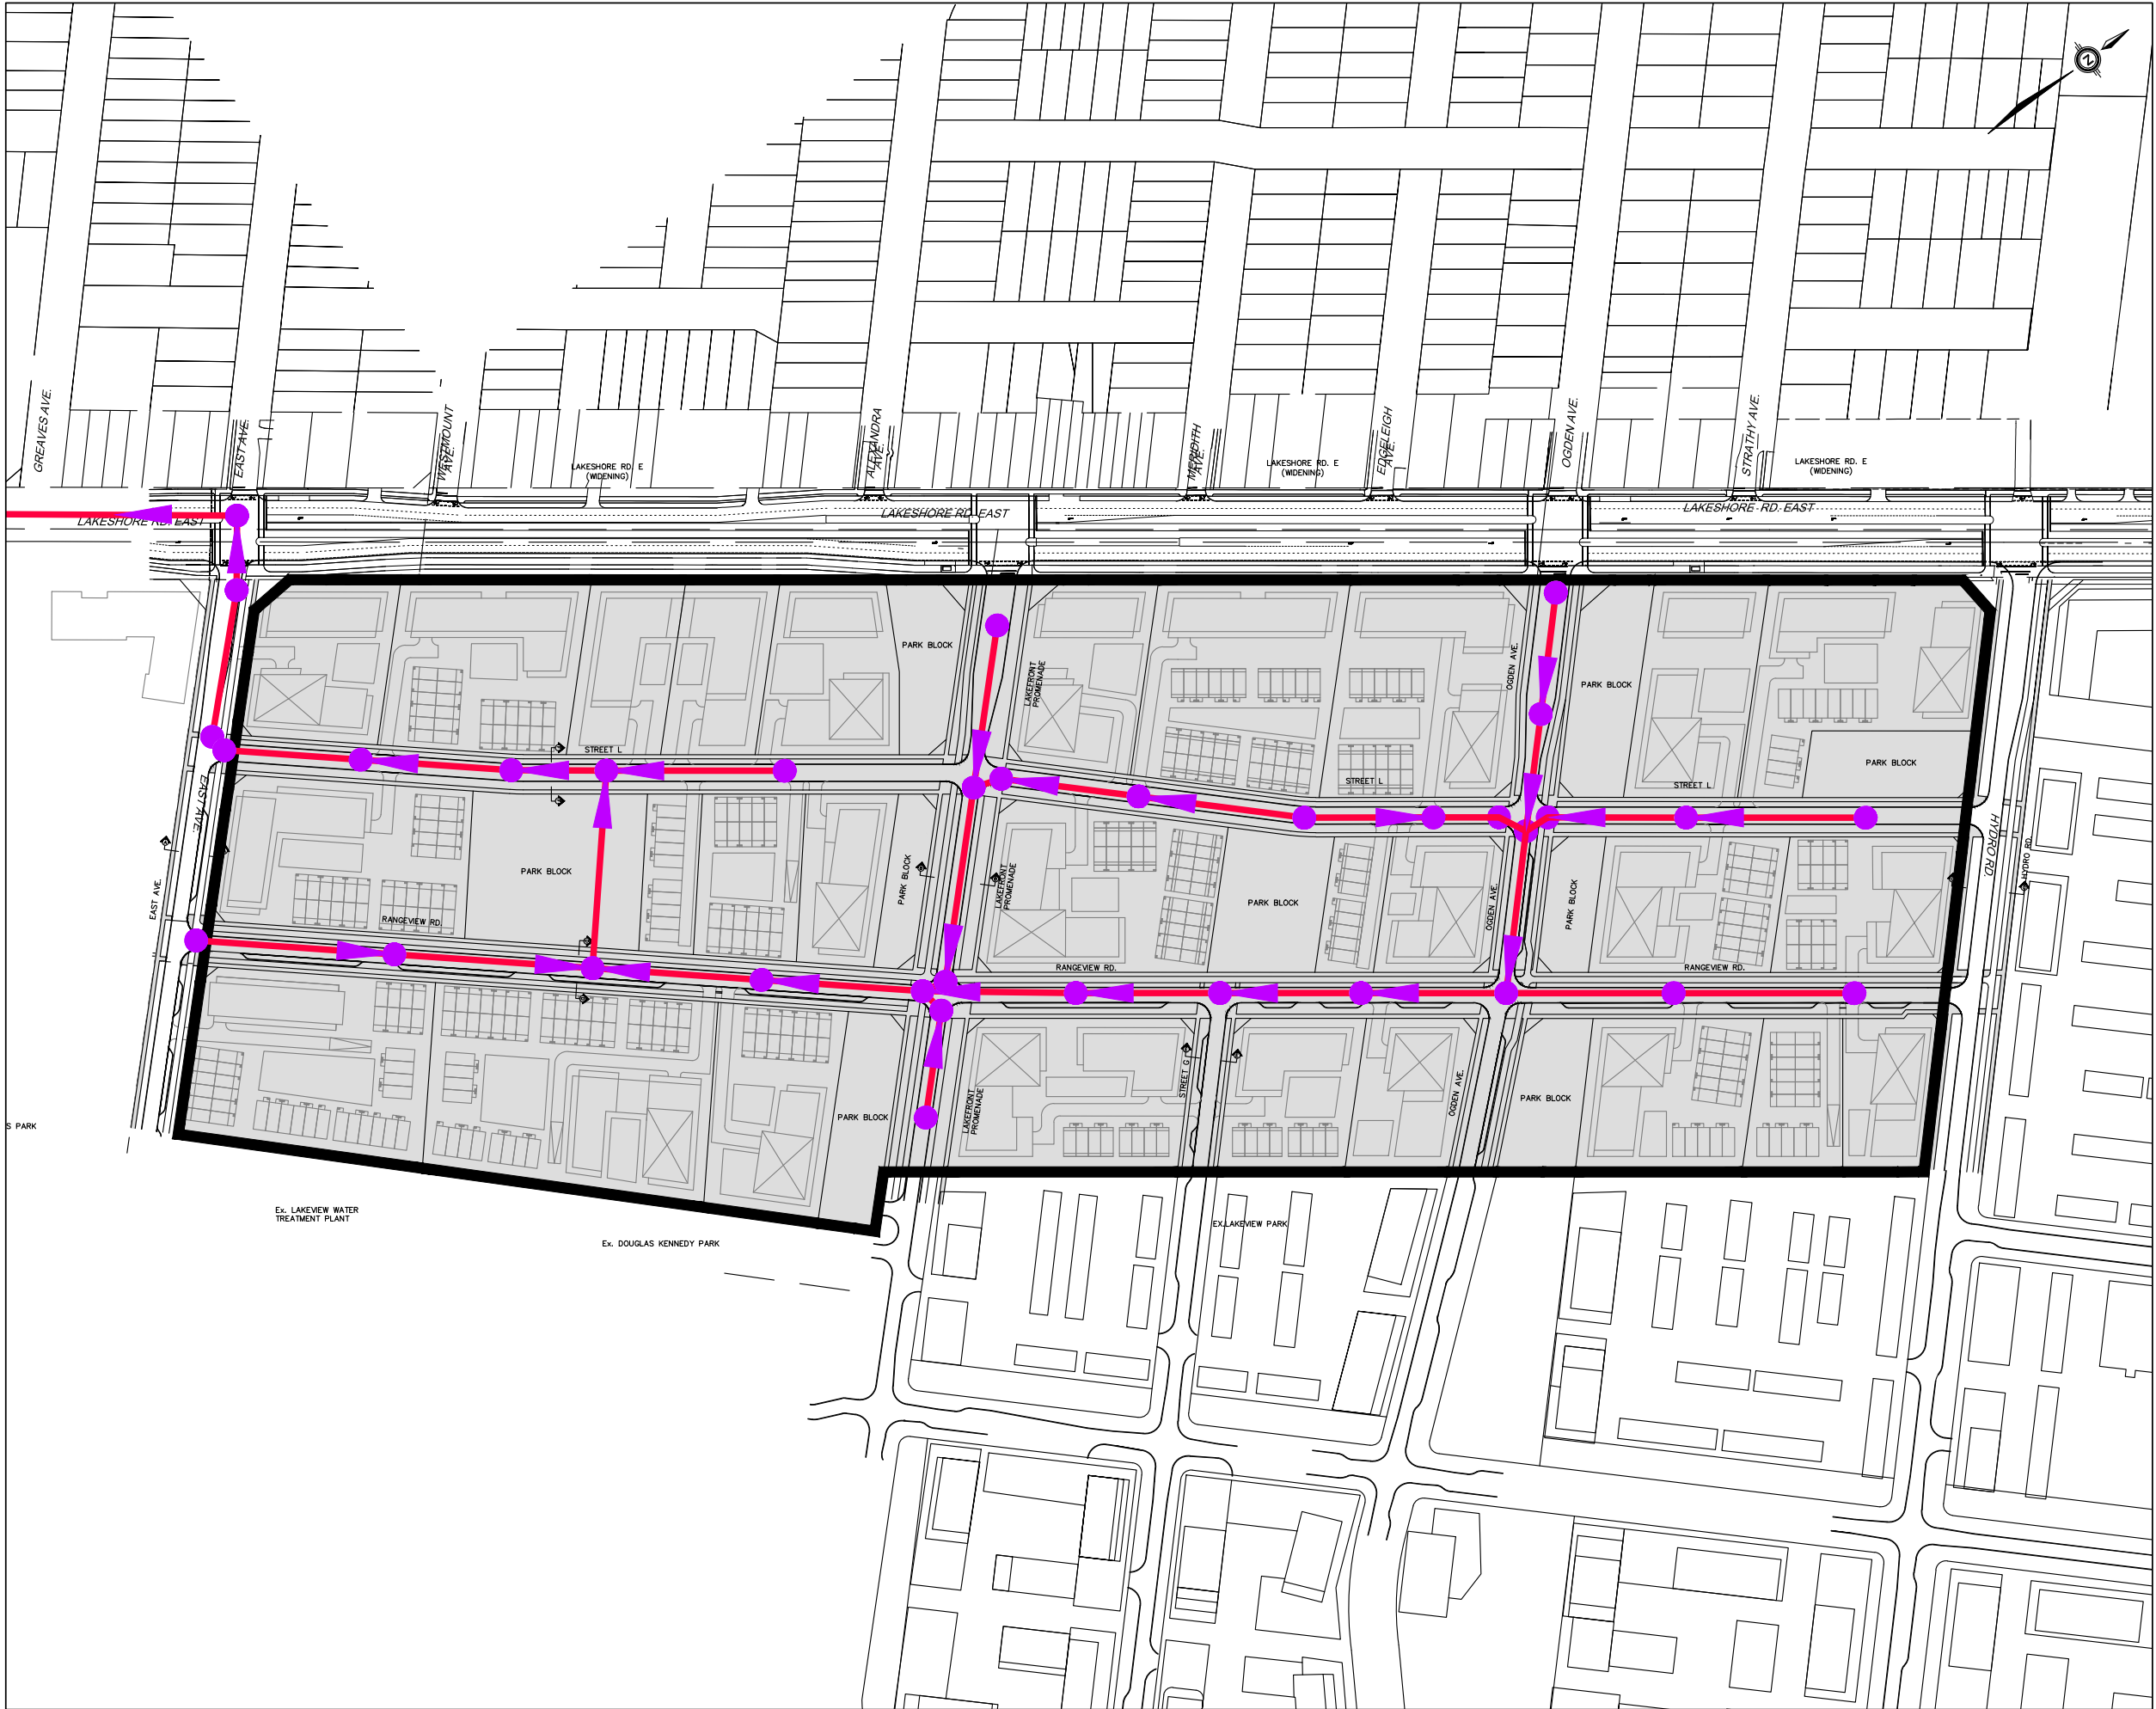 N
GREAVES AVE.
EAST AVE.
WESTMOUNT
AVE.
ALEXANDRA
AVE.
MERIDITH
AVE.
EDGELEIGH
AVE.
OGDEN AVE.
STRATHY AVE.
LAKESHORE RD. E
(WIDENING)
LAKESHORE RD. E
(WIDENING)
LAKESHORE RD. E
(WIDENING)
LAKESHORE RD. EAST
LAKESHORE RD. EAST
LAKESHORE RD. EAST
PARK BLOCK
LAKEFRONT
PROMENADE
OGDEN AVE.
PARK BLOCK
STREET L
STREET L
STREET L
PARK BLOCK
EAST AVE.
HYDRO RD.
HYDRO RD.
EAST AVE.
PARK BLOCK
PARK BLOCK
LAKEFRONT
PROMENADE
PARK BLOCK
OGDEN AVE.
PARK BLOCK
RANGEVIEW RD.
RANGEVIEW RD.
RANGEVIEW RD.
STREET G
LAKEFRONT
PROMENADE
OGDEN AVE.
PARK BLOCK
PARK BLOCK
S PARK
Ex. LAKEVIEW WATER
TREATMENT PLANT
Ex. DOUGLAS KENNEDY PARK
EX.LAKEVIEW PARK